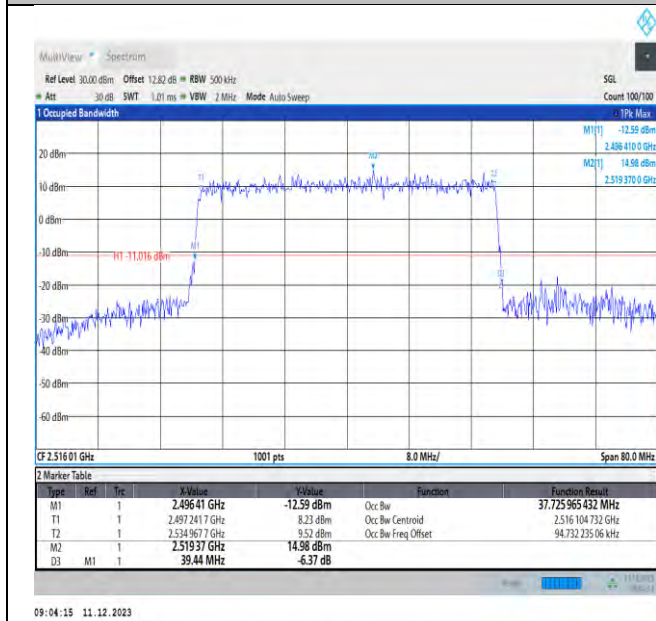 MultiView Spectrum
Ref Level 30.00 dBm Offset 12.82 dB RBW 500 kHz SGL
Att 30 dB SWT 1.01 ms VBW 2 MHz Mode Auto Sweep Count 100/100
1 Occupied Bandwidth 1Pk Max
M1[1] -12.59 dBm
2.496 410 0 GHz
M2[1] 14.98 dBm
2.519 370 0 GHz
20 dBm
M2
T1
T2
10 dBm
0 dBm
M1
-10 dBm
H1 -11.016 dBm
D3
-20 dBm
-30 dBm
-40 dBm
-50 dBm
-60 dBm
CF 2.516 01 GHz 1001 pts 8.0 MHz/ Span 80.0 MHz
2 Marker Table
Type Ref Trc X-Value Y-Value Function Function Result
M1 1 2.496 41 GHz -12.59 dBm Occ Bw 37.725 965 432 MHz
T1 1 2.497 241 7 GHz 8.23 dBm Occ Bw Centroid 2.516 104 732 GHz
T2 1 2.534 967 7 GHz 9.52 dBm Occ Bw Freq Offset 94.732 235 06 kHz
M2 1 2.519 37 GHz 14.98 dBm
D3 M1 1 39.44 MHz -6.37 dB
09:04:15 11.12.2023